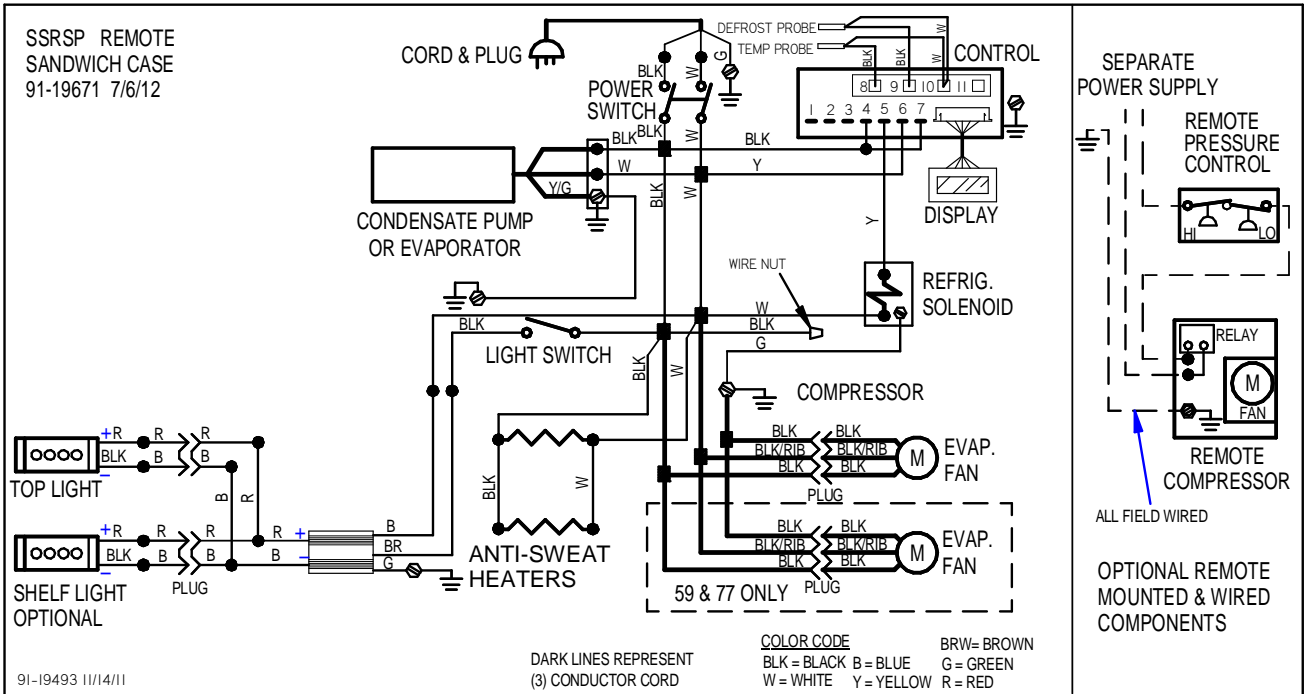 SSRSP REMOTE
SANDWICH CASE
91-19671 7/6/12
CORD & PLUG
DEFROST PROBE
TEMP PROBE
W
W
BLK
BLK
CONTROL
8 9 10 11
1 2 3 4 5 6 7
DISPLAY
BLK
W
G
POWER
SWITCH
BLK
W
BLK
BLK
W
Y
Y/G
BLK
W
Y
CONDENSATE PUMP
OR EVAPORATOR
WIRE NUT
REFRIG.
SOLENOID
W
BLK
BLK
G
LIGHT SWITCH
BLK
W
COMPRESSOR
BLK
W
ANTI-SWEAT
HEATERS
BLK BLK
BLK/RIB BLK/RIB
BLK BLK
PLUG
M
EVAP.
FAN
BLK BLK
BLK/RIB BLK/RIB
BLK BLK
PLUG
M
EVAP.
FAN
59 & 77 ONLY
+ R R R
BLK B B
–
TOP LIGHT
B
R
+ R R R R +
BLK B B B –
–
SHELF LIGHT
OPTIONAL
PLUG
B
BR
G
DARK LINES REPRESENT
(3) CONDUCTOR CORD
COLOR CODE
BLK = BLACK B = BLUE BRW= BROWN
W = WHITE Y = YELLOW G = GREEN
R = RED
91-19493 11/14/11
SEPARATE
POWER SUPPLY
REMOTE
PRESSURE
CONTROL
HI LO
RELAY
M
FAN
REMOTE
COMPRESSOR
ALL FIELD WIRED
OPTIONAL REMOTE
MOUNTED & WIRED
COMPONENTS